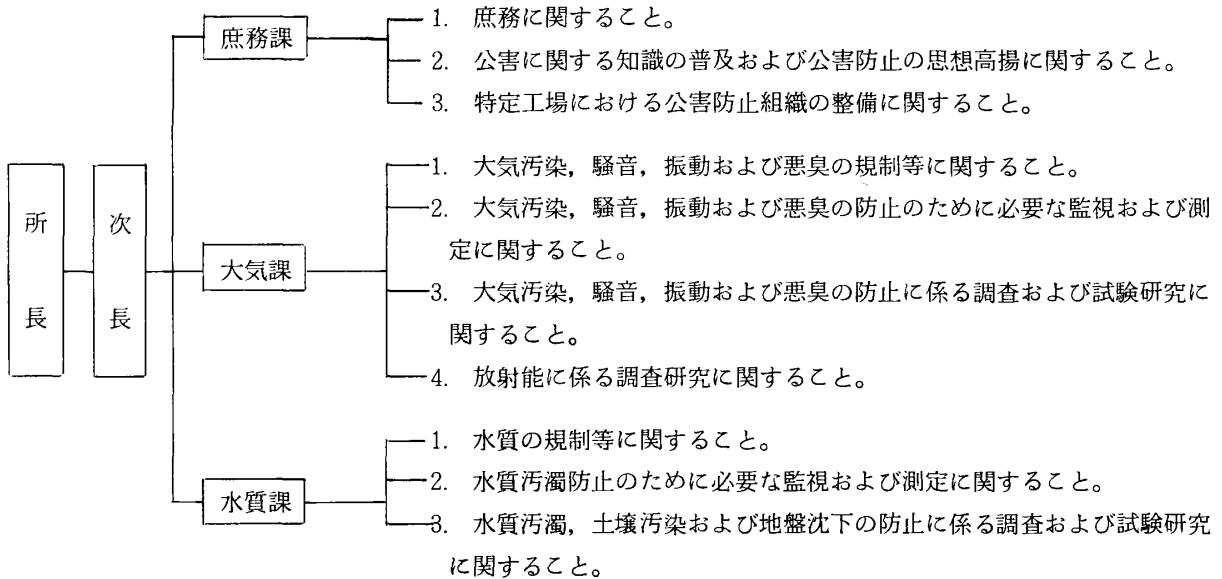 所長
次長
庶務課
1. 庶務に関すること。
2. 公害に関する知識の普及および公害防止の思想高揚に関すること。
3. 特定工場における公害防止組織の整備に関すること。
大気課
1. 大気汚染,騒音,振動および悪臭の規制等に関すること。
2. 大気汚染,騒音,振動および悪臭の防止のために必要な監視および測
定に関すること。
3. 大気汚染,騒音,振動および悪臭の防止に係る調査および試験研究に
関すること。
4. 放射能に係る調査研究に関すること。
水質課
1. 水質の規制等に関すること。
2. 水質汚濁防止のために必要な監視および測定に関すること。
3. 水質汚濁,土壌汚染および地盤沈下の防止に係る調査および試験研究
に関すること。